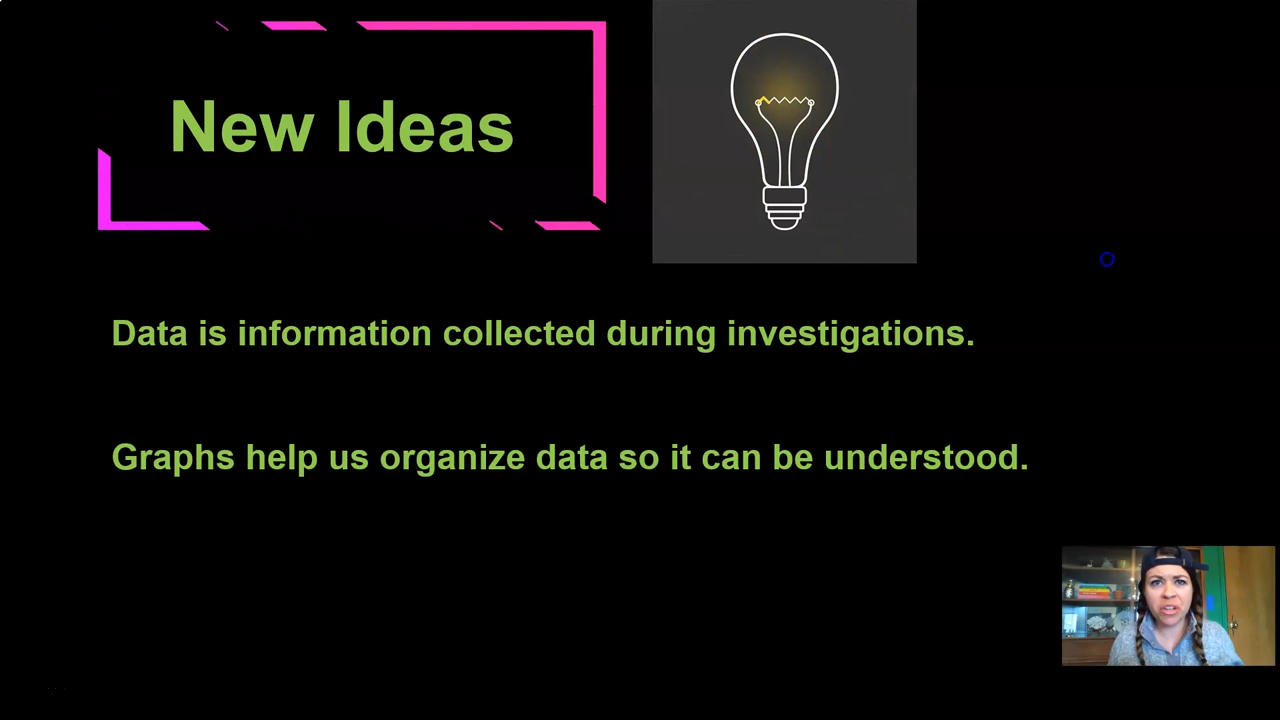 New Ideas
Data is information collected during investigations.
Graphs help us organize data so it can be understood.